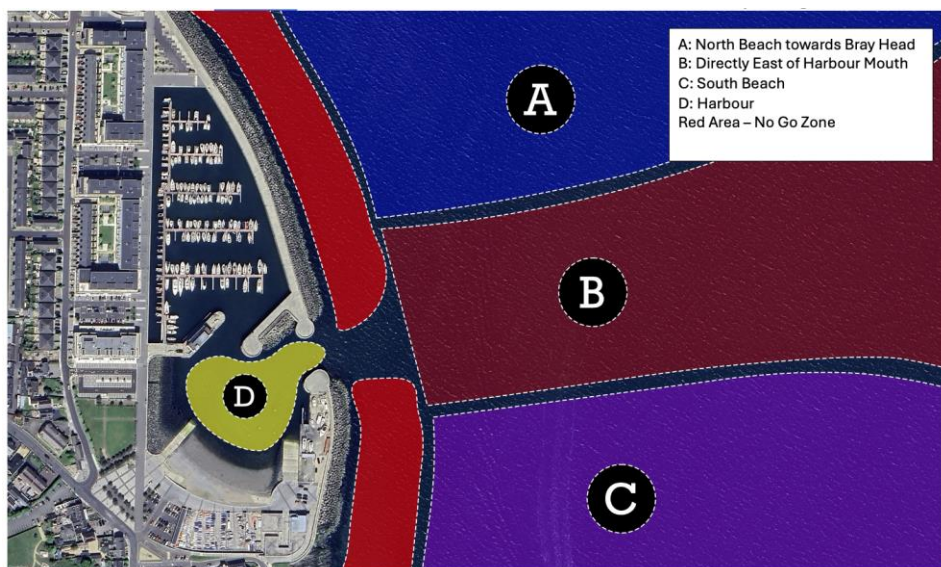 A: North Beach towards Bray Head
B: Directly East of Harbour Mouth
C: South Beach
D: Harbour
Red Area – No Go Zone
A
B
D
C